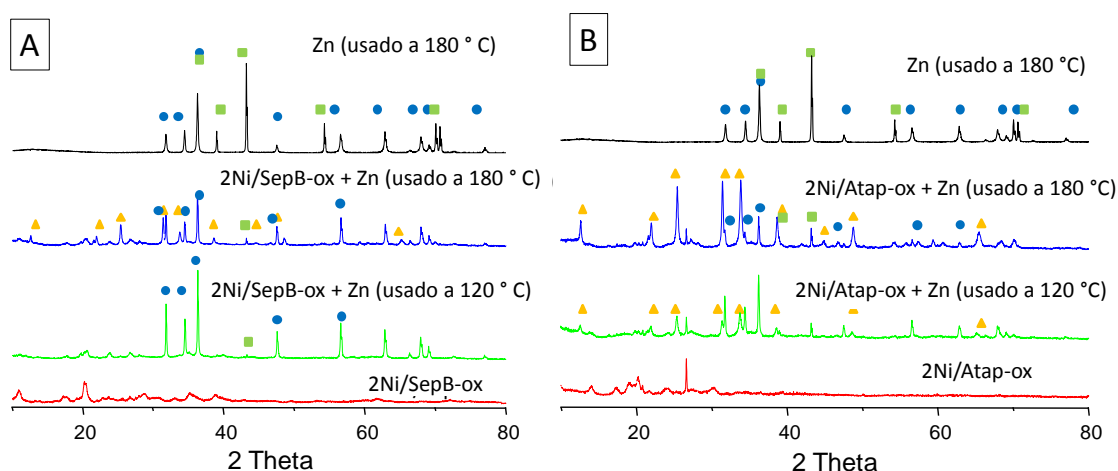 A
Zn (usado a 180 ° C)
2Ni/SepB-ox + Zn (usado a 180 ° C)
2Ni/SepB-ox + Zn (usado a 120 ° C)
2Ni/SepB-ox
20 40 60 80
2 Theta
B
Zn (usado a 180 °C)
2Ni/Atap-ox + Zn (usado a 180 ° C)
2Ni/Atap-ox + Zn (usado a 120 ° C)
2Ni/Atap-ox
20 40 60 80
2 Theta